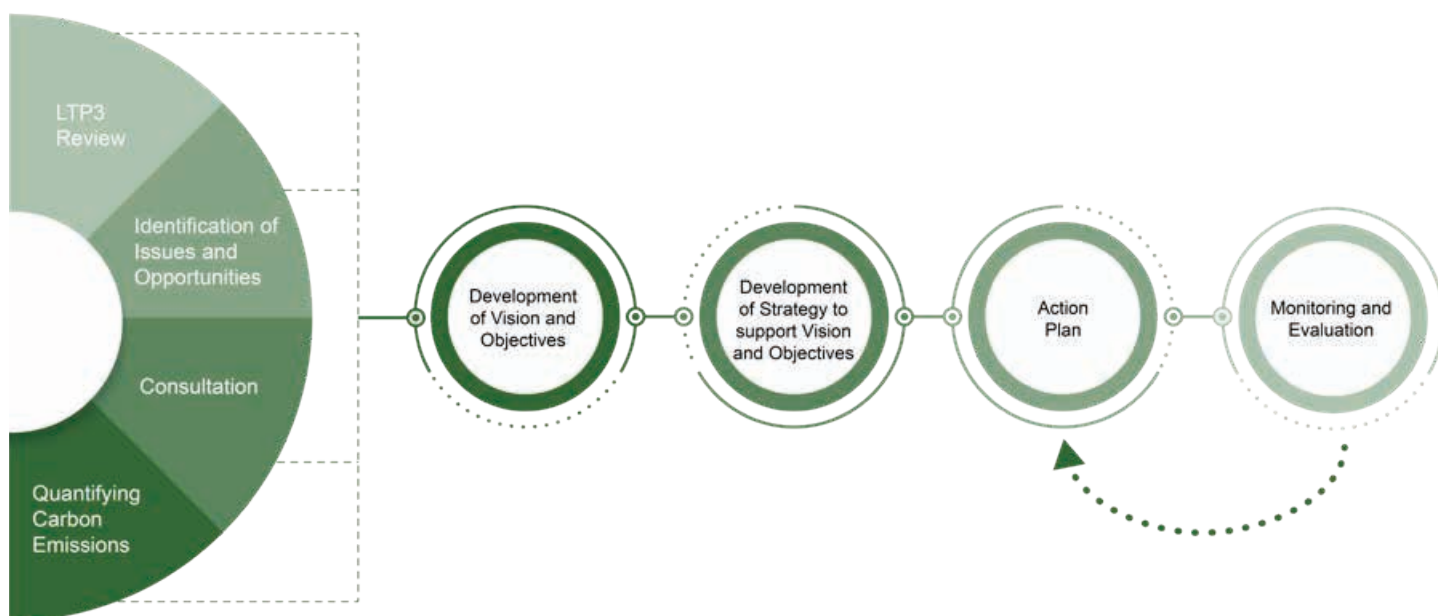 LTP3
Review
Identification of
Issues and
Opportunities
Consultation
Quantifying
Carbon
Emissions
Development
of Vision and
Objectives
Development
of Strategy to
support Vision
and Objectives
Action
Plan
Monitoring and
Evaluation